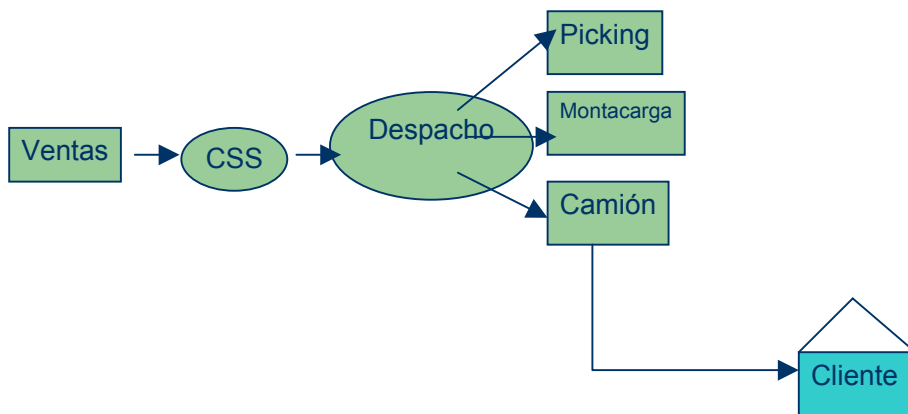 Picking
Montacarga
Despacho
Ventas
CSS
Camión
Cliente